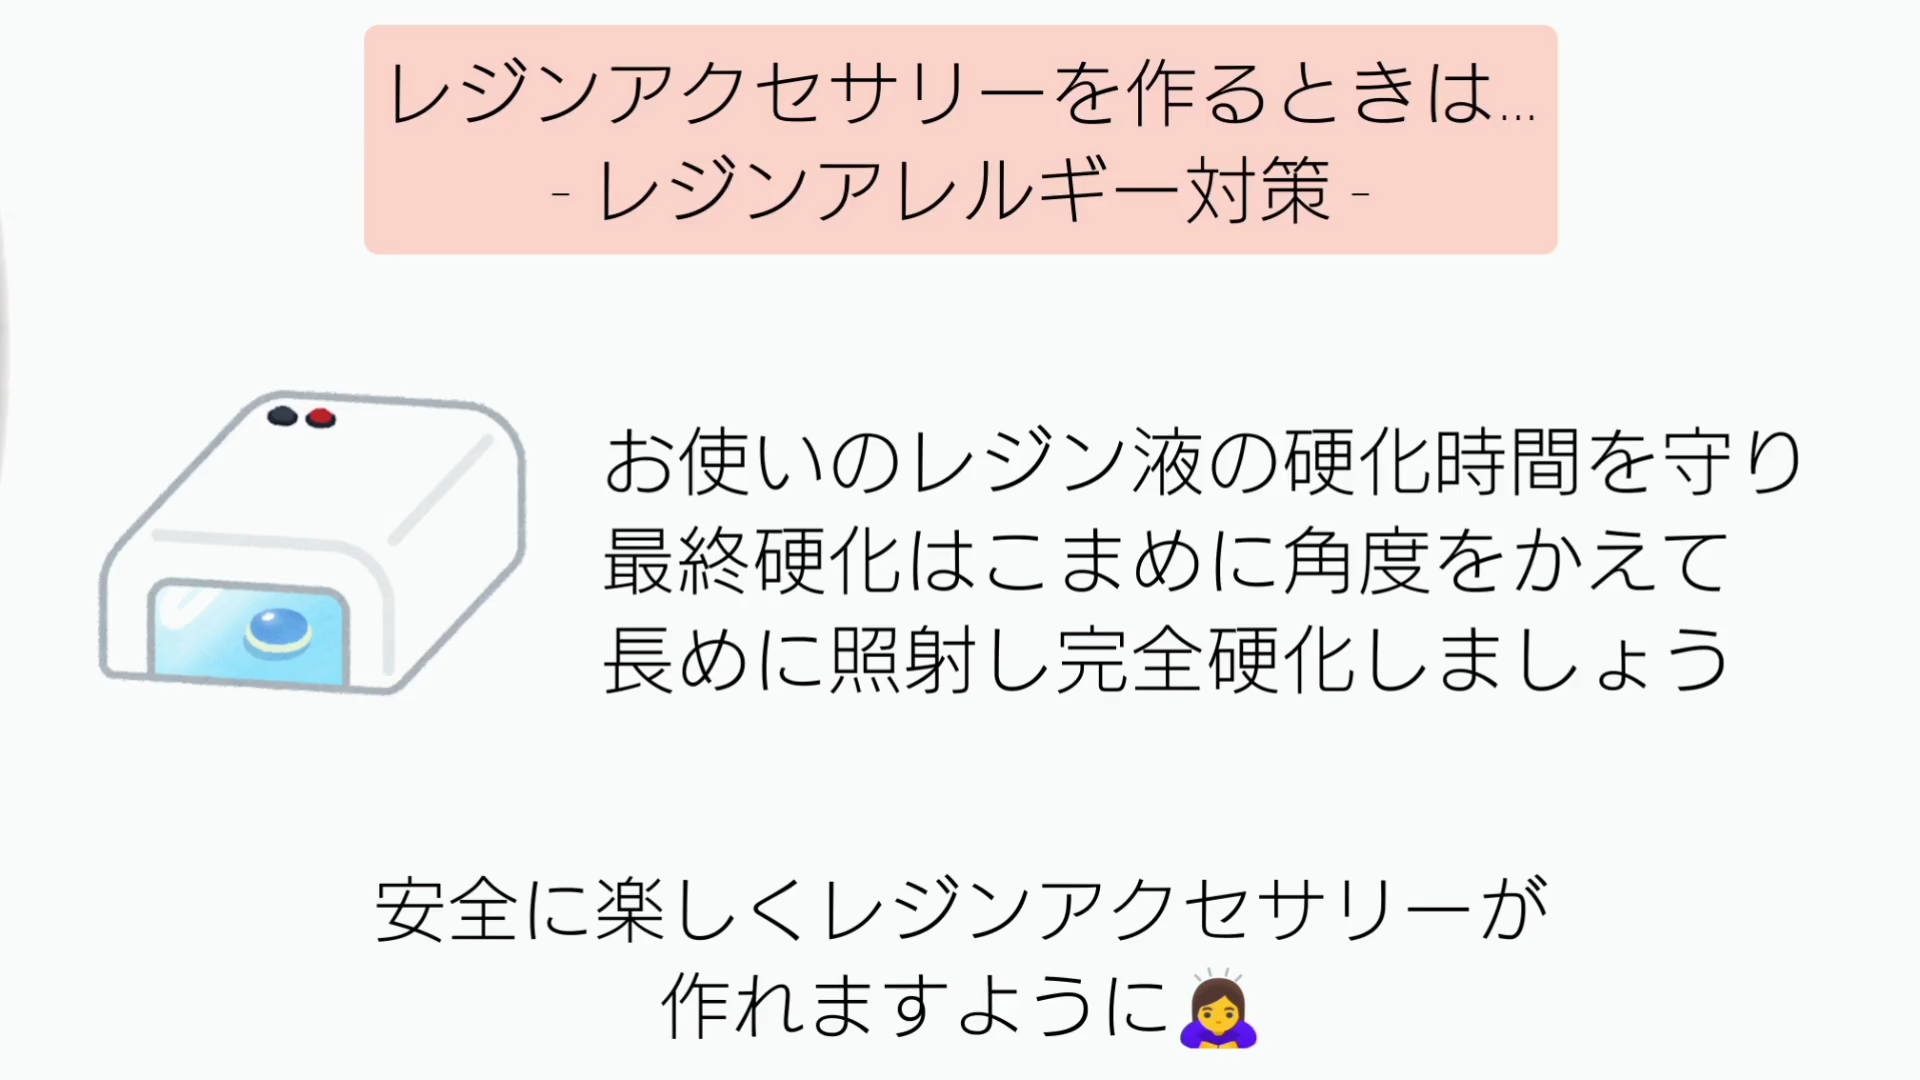 レジンアクセサリーを作るときは...
- レジンアレルギー対策 -
お使いのレジン液の硬化時間を守り
最終硬化はこまめに角度をかえて
長めに照射し完全硬化しましょう
安全に楽しくレジンアクセサリーが
作れますように🙇‍♀️